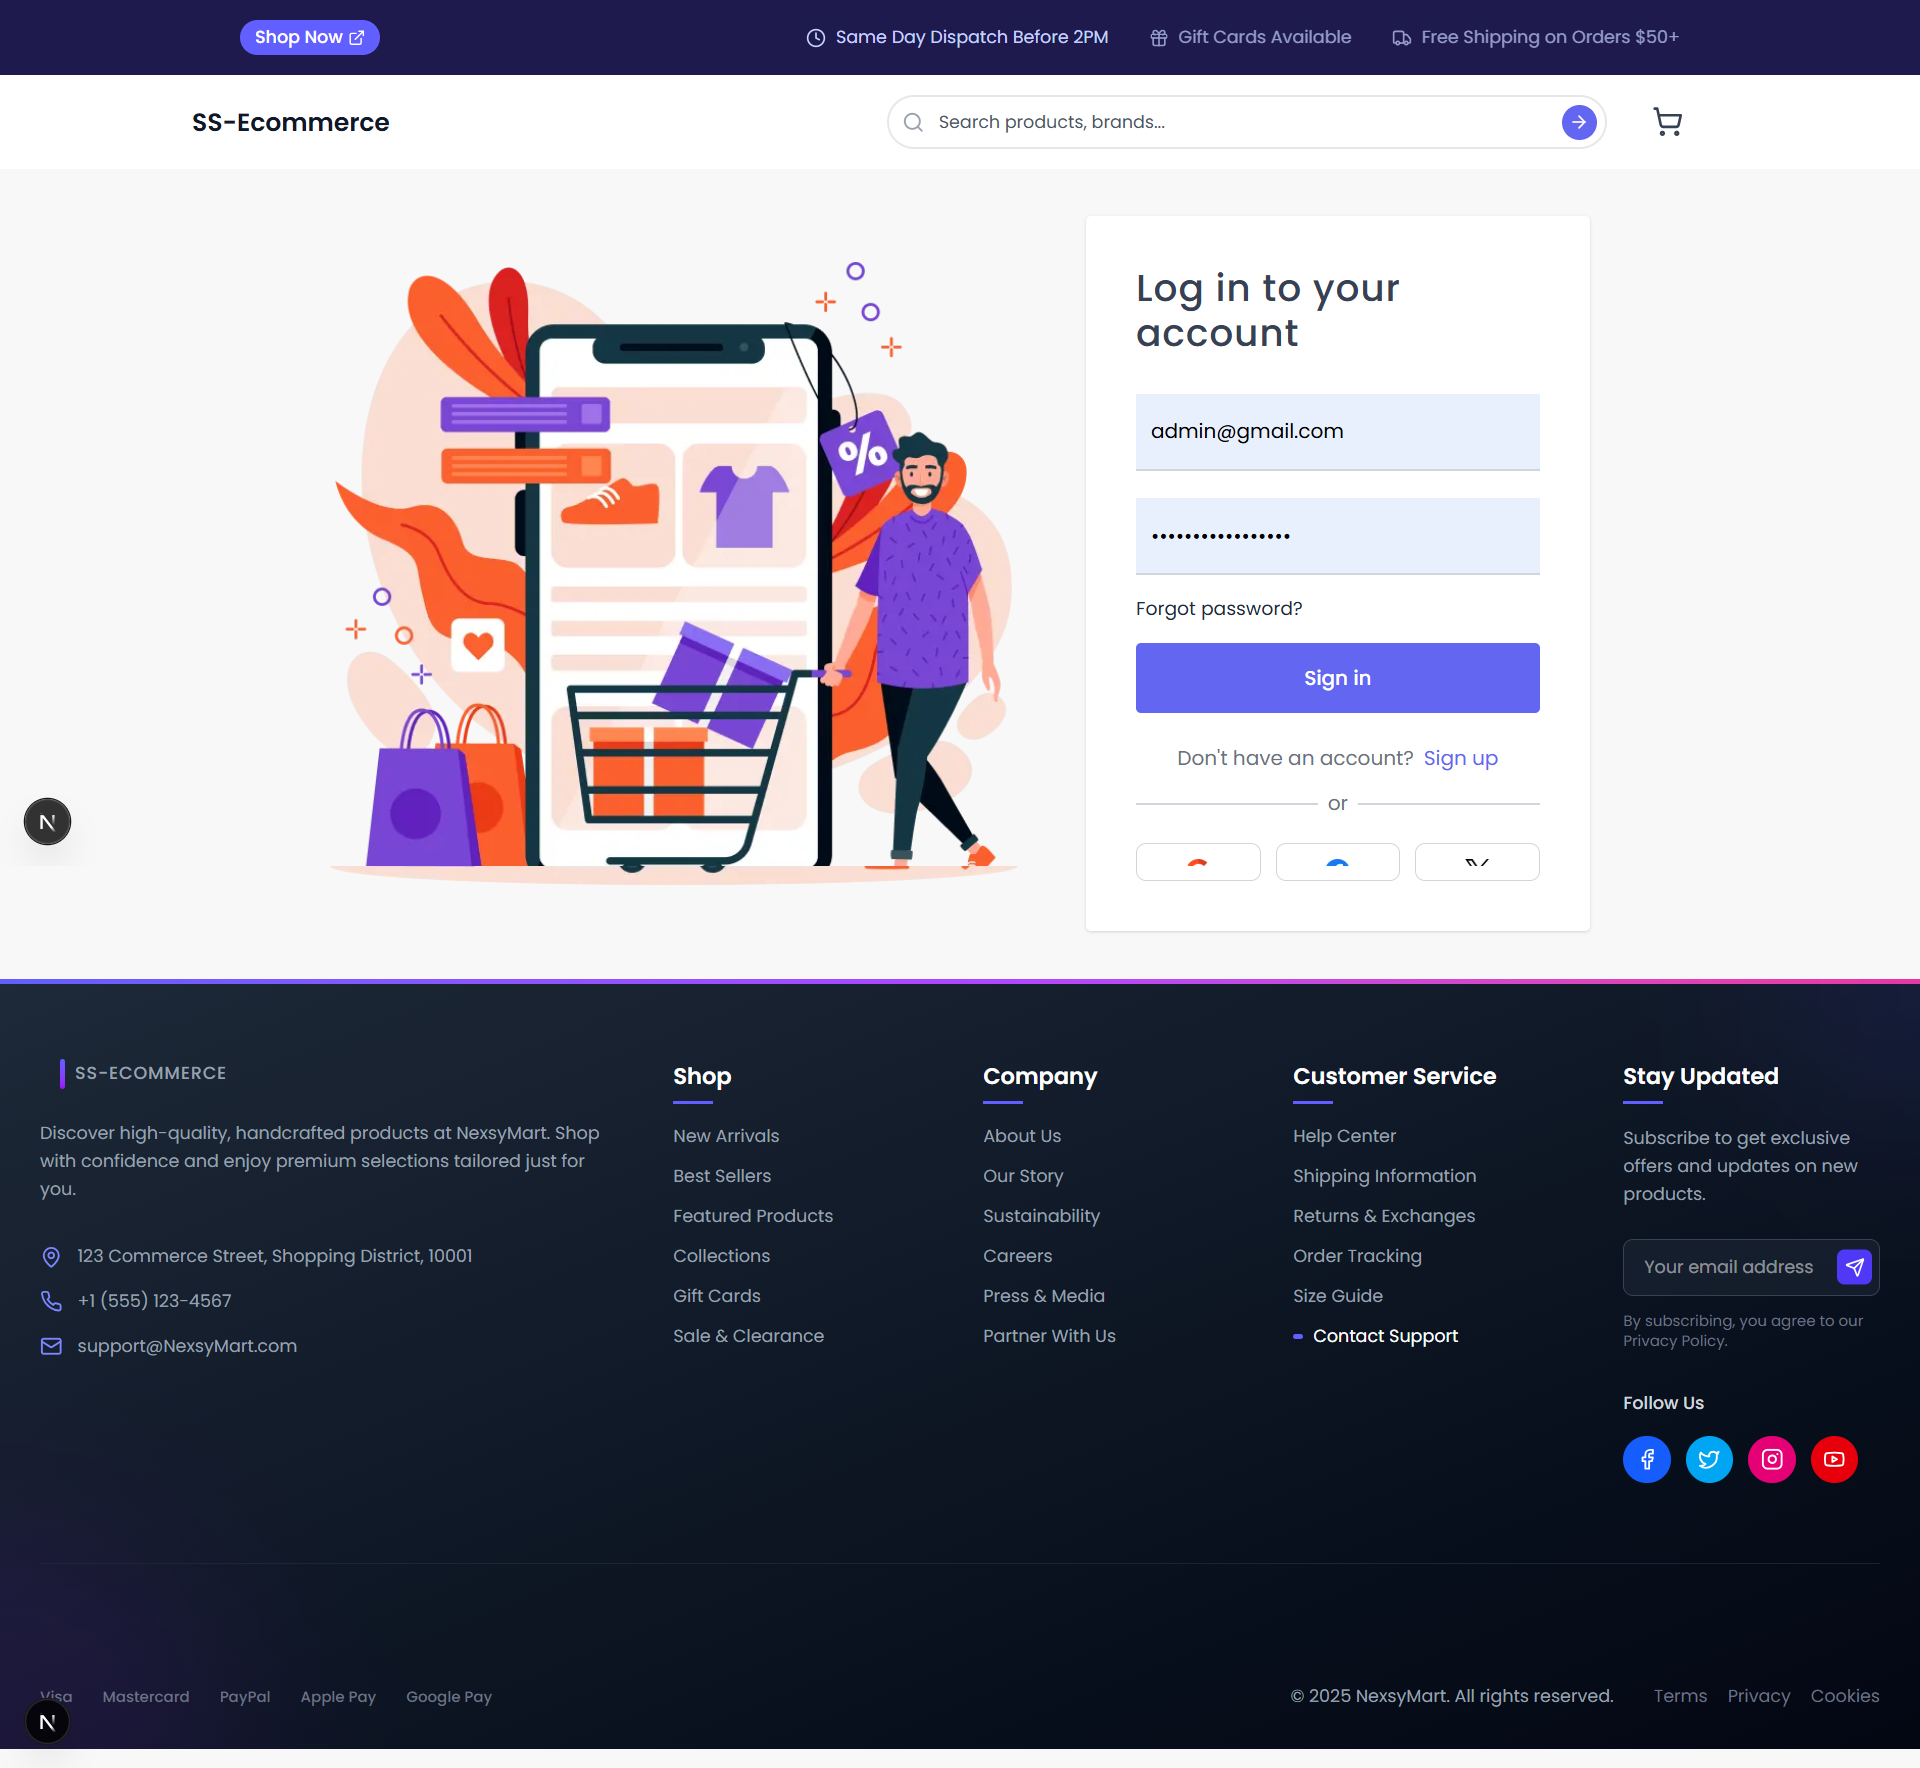 Shop Now
Same Day Dispatch Before 2PM
Gift Cards Available
Free Shipping on Orders $50+
SS-Ecommerce
Search products, brands...
%
Log in to your
account
admin@gmail.com
•••••••••••••••••
Forgot password?
Sign in
Don't have an account? Sign up
or
SS-ECOMMERCE
Discover high-quality, handcrafted products at NexsyMart. Shop
with confidence and enjoy premium selections tailored just for
you.
123 Commerce Street, Shopping District, 10001
+1 (555) 123-4567
support@NexsyMart.com
Shop
New Arrivals
Best Sellers
Featured Products
Collections
Gift Cards
Sale & Clearance
Company
About Us
Our Story
Sustainability
Careers
Press & Media
Partner With Us
Customer Service
Help Center
Shipping Information
Returns & Exchanges
Order Tracking
Size Guide
Contact Support
Stay Updated
Subscribe to get exclusive
offers and updates on new
products.
Your email address
By subscribing, you agree to our
Privacy Policy.
Follow Us
Visa
Mastercard
PayPal
Apple Pay
Google Pay
© 2025 NexsyMart. All rights reserved.
Terms
Privacy
Cookies
N
N